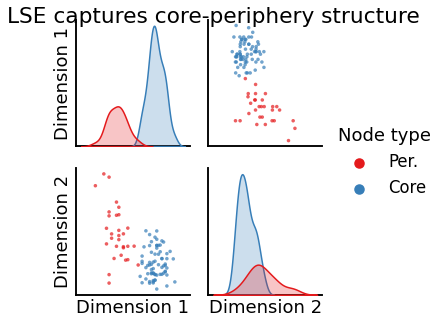 LSE captures core-periphery structure
Dimension 1
Node type
Per.
Core
Dimension 2
Dimension 1
Dimension 2